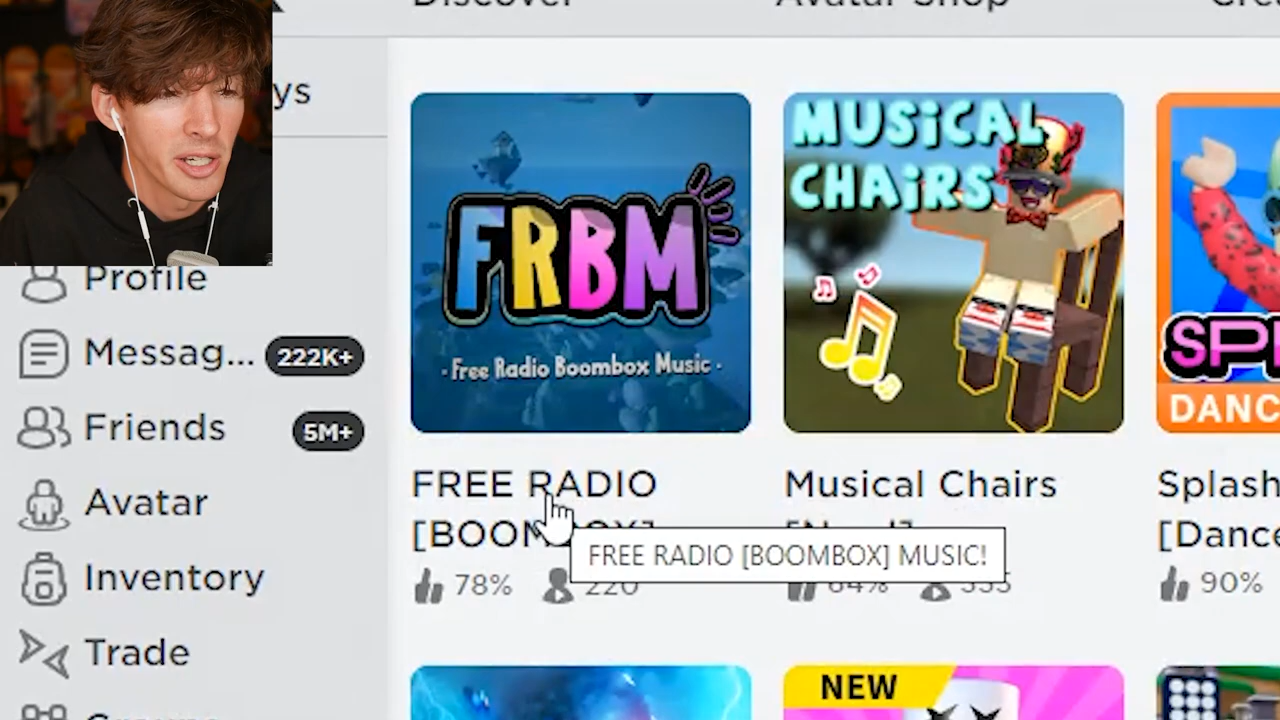 Discover
Avatar Shop
ys
MUSiCAL
CHAiRS
FRBM
· Free Radio Boombox Music ·
DANC
Profile
Messag... 222K+
Friends 5M+
Avatar
Inventory
Trade
FREE RADIO
Musical Chairs
Splash
[Dance
FREE RADIO [BOOMBOX] MUSIC!
78% 220
90%
NEW